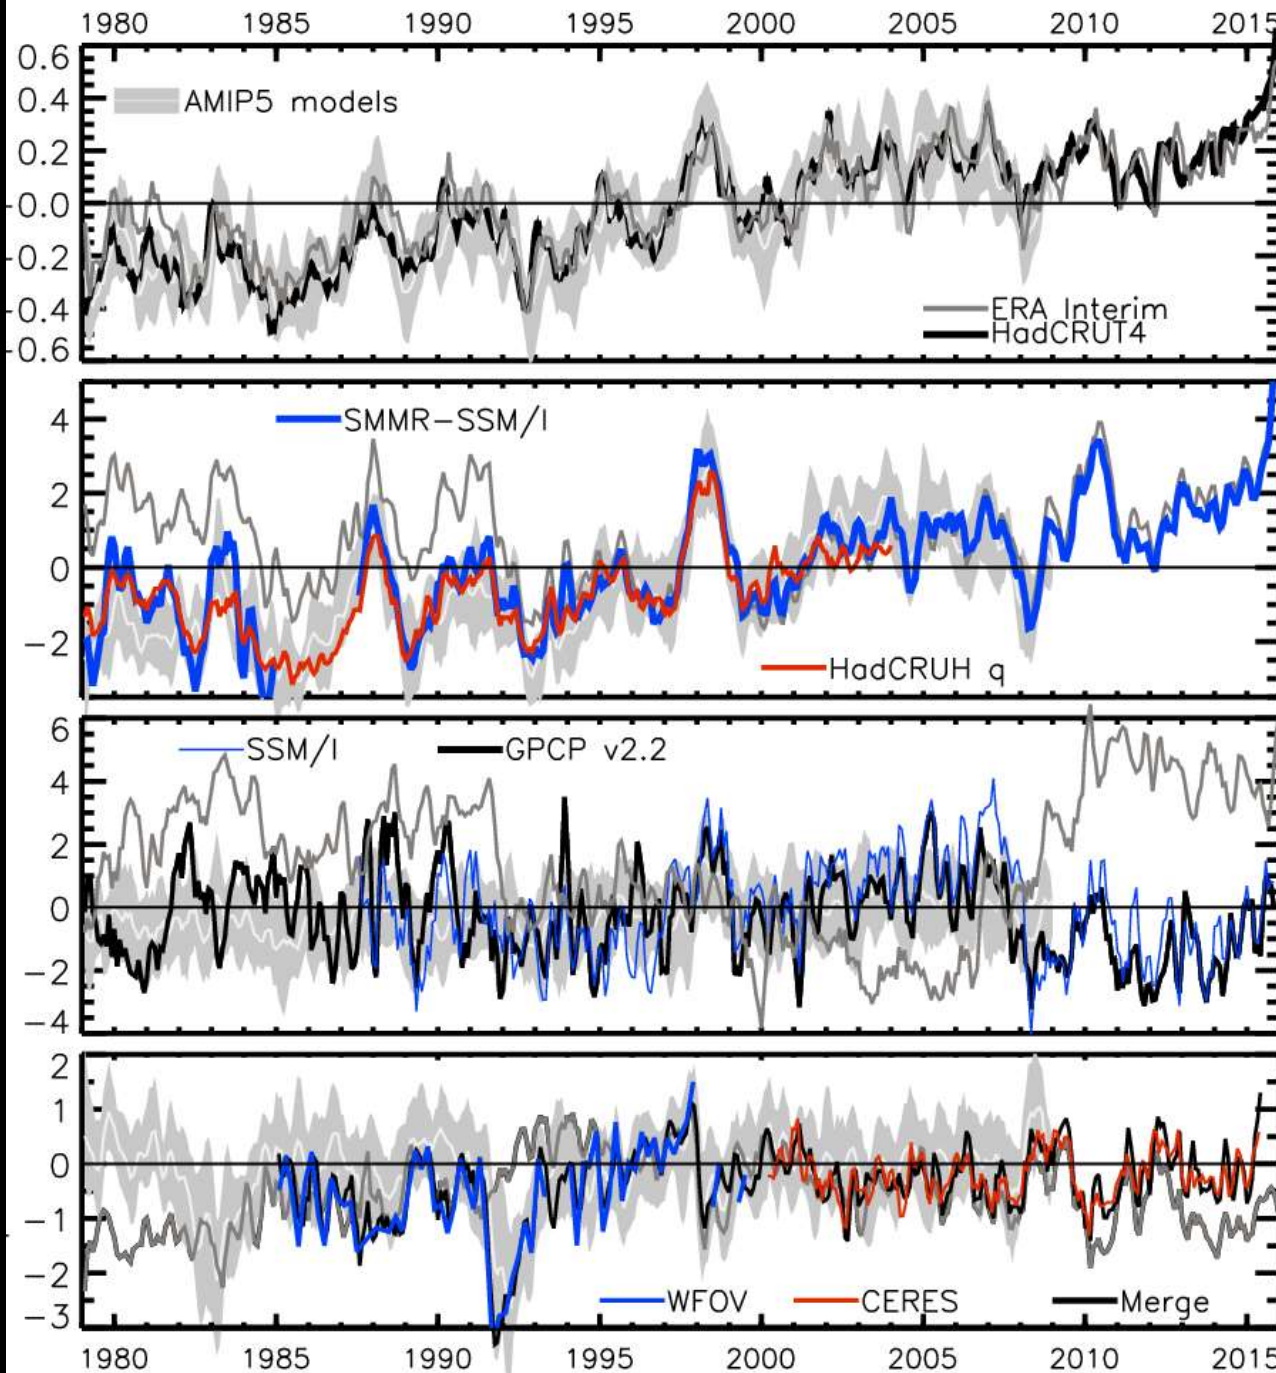 1980 1985 1990 1995 2000 2005 2010 2015
0.6
0.4
0.2
-0.0
-0.2
-0.4
-0.6
AMIP5 models
ERA Interim
HadCRUT4
4
2
0
-2
SMMR-SSM/I
HadCRUH q
6
4
2
0
-2
-4
SSM/I GPCP v2.2
2
1
0
-1
-2
-3
WFOV CERES Merge
1980 1985 1990 1995 2000 2005 2010 2015